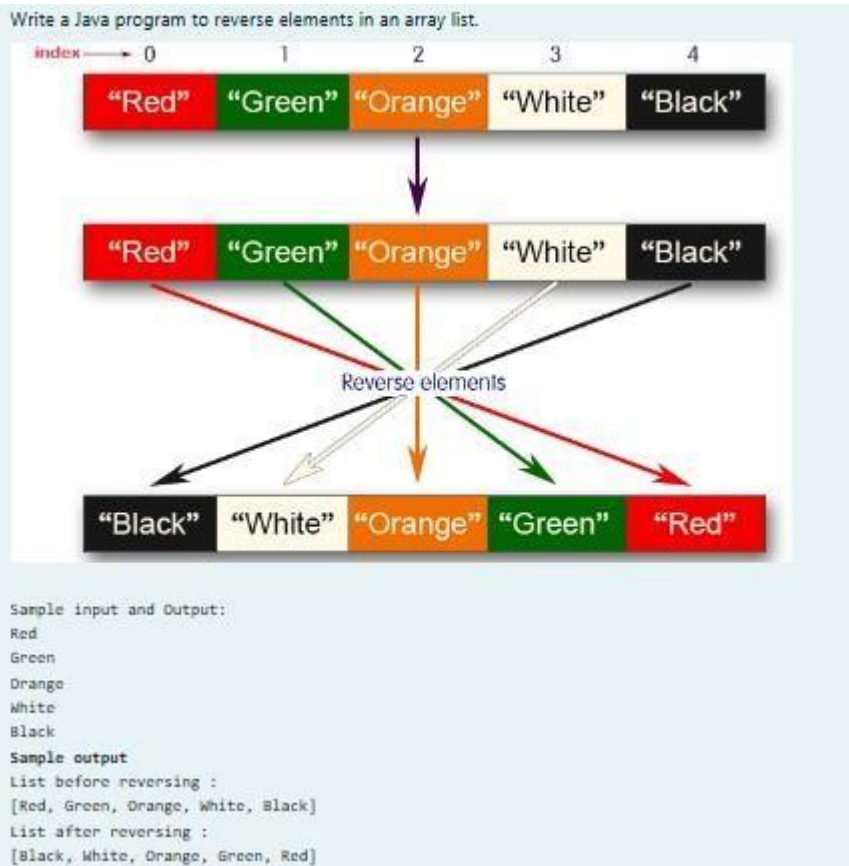 Write a Java program to reverse elements in an array list.
index 0 1 2 3 4
“Red” “Green” “Orange” “White” “Black”
“Red” “Green” “Orange” “White” “Black”
Reverse elements
“Black” “White” “Orange” “Green” “Red”
Sample input and Output:
Red
Green
Orange
White
Black
Sample output
List before reversing :
[Red, Green, Orange, White, Black]
List after reversing :
[Black, White, Orange, Green, Red]